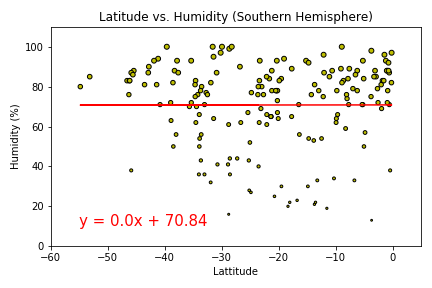 Latitude vs. Humidity (Southern Hemisphere)
Humidity (%)
100
80
60
40
20
0
y = 0.0x + 70.84
−60 −50 −40 −30 −20 −10 0
Lattitude